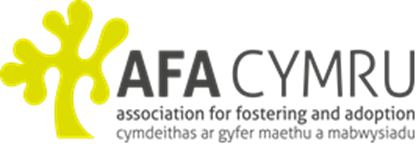 AFA CYMRU
association for fostering and adoption
cymdeithas ar gyfer maethu a mabwysiadu